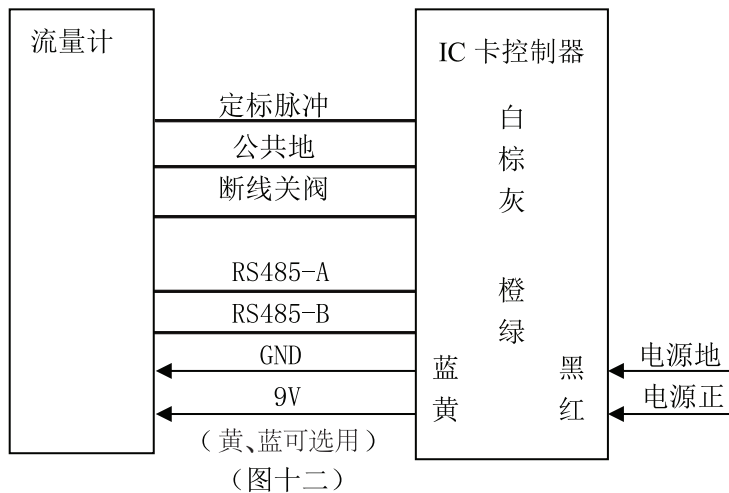 流量计
IC 卡控制器
定标脉冲
白
公共地
棕
断线关阀
灰
RS485-A
橙
RS485-B
绿
GND
蓝
黑
电源地
9V
黄
红
电源正
（黄、蓝可选用）
（图十二）